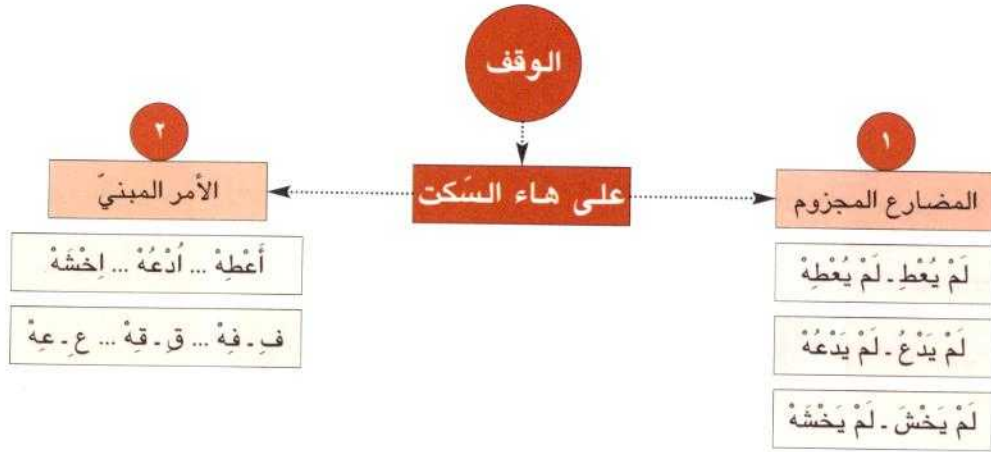 الوقف
على هاء السَكت
١
المضارع المجزوم
لَمْ يُعْطِ ـ لَمْ يُعْطِهْ
لَمْ يَدْعُ ـ لَمْ يَدْعُهْ
لَمْ يَخْشَ ـ لَمْ يَخْشَهْ
٢
الأمر المبنيّ
أَعْطِهْ ... اُدْعُهْ ... اِخْشَهْ
فِ ـ فِهْ ... قِ ـ قِهْ ... عِ ـ عِهْ